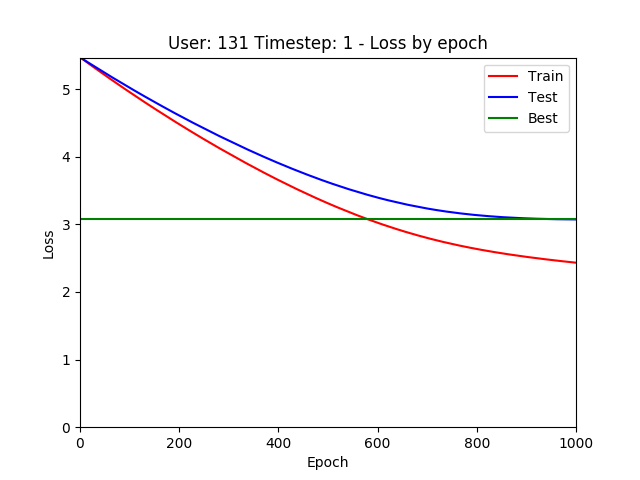 User: 131 Timestep: 1 - Loss by epoch
Train
Test
Best
5
4
3
2
1
0
Loss
0 200 400 600 800 1000
Epoch